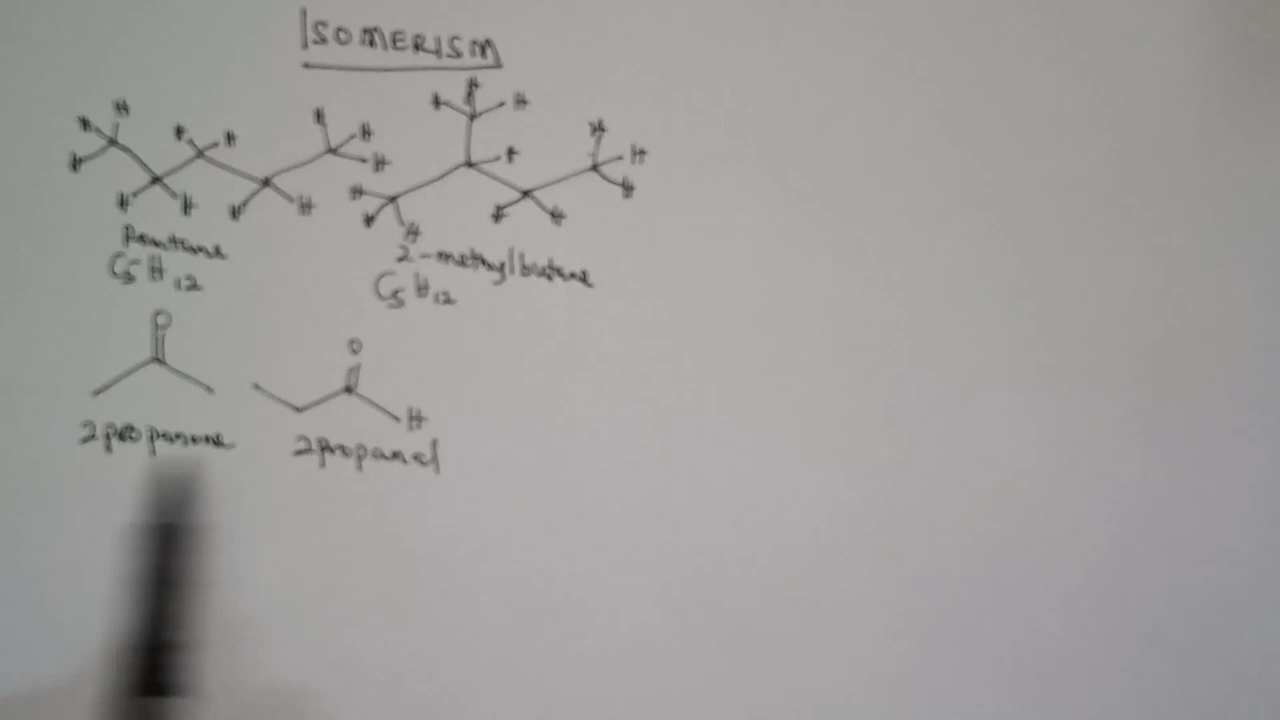 ISOMERISM
H H H H H H H H H H H H
H H H H H H H H H H H H
Pentane
C5H12
2-methylbutane
C5H12
O
2propanone
O
H
2Propanal